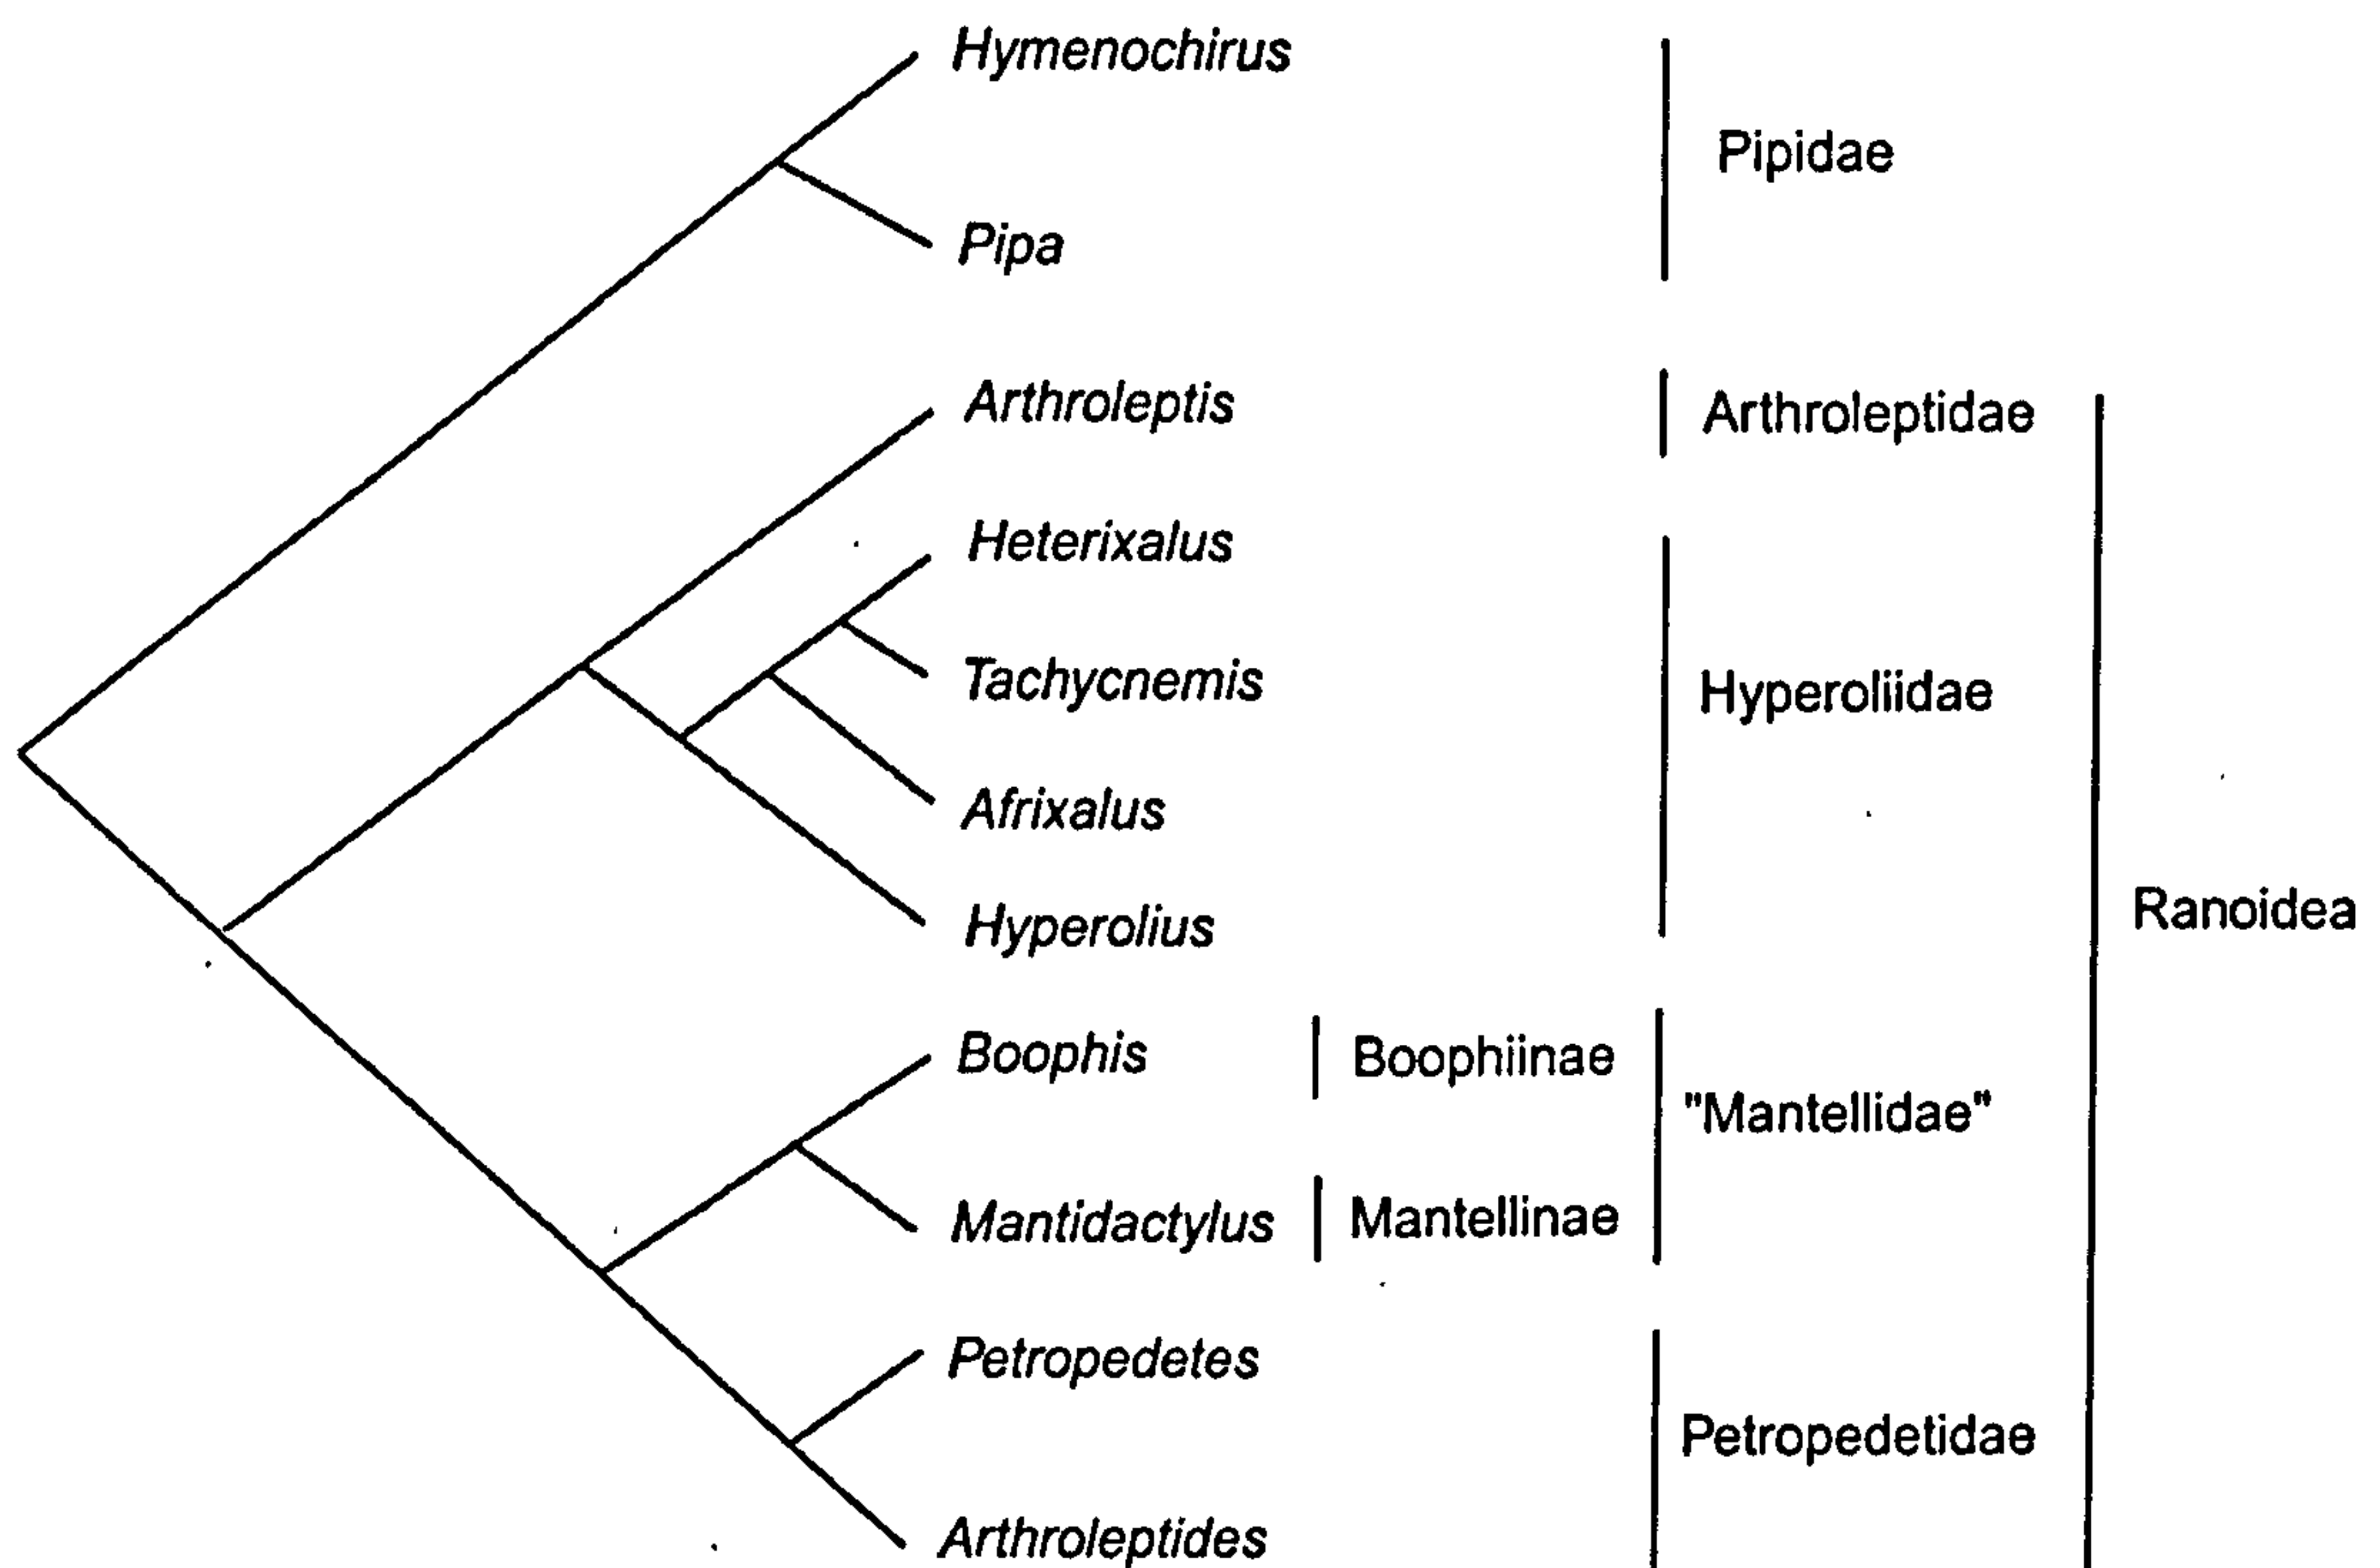 Hymenochirus
Pipidae
Pipa
Arthroleptis
Arthroleptidae
Heterixalus
Tachycnemis
Hyperoliidae
Afrixalus
Hyperolius
Ranoidea
Boophis
Boophiinae
"Mantellidae"
Mantidactylus
Mantellinae
Petropedetes
Petropedetidae
Arthroleptides